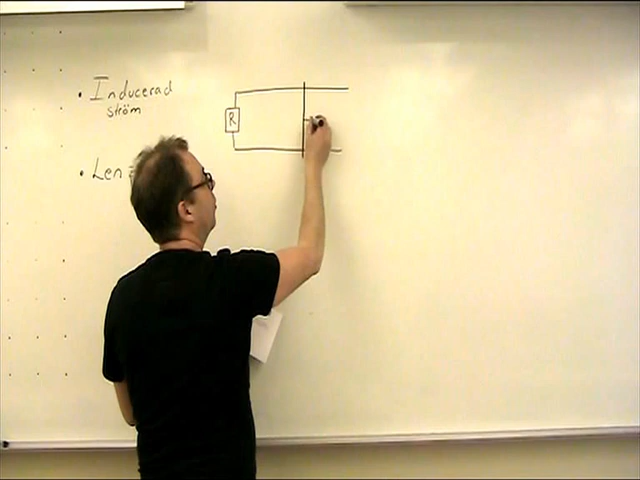 • Inducerad
ström
R
• Len